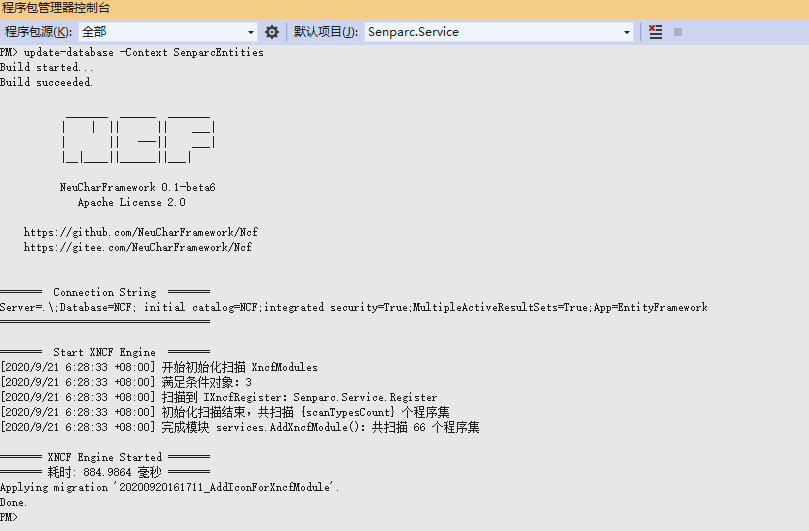 程序包管理器控制台
程序包源(K): 全部 默认项目(J): Senparc.Service
PM> update-database -Context SenparcEntities
Build started...
Build succeeded.
NCF
NeuCharFramework 0.1-beta6
Apache License 2.0
https://github.com/NeuCharFramework/Ncf
https://gitee.com/NeuCharFramework/Ncf
======= Connection String =======
Server=.\;Database=NCF; initial catalog=NCF;integrated security=True;MultipleActiveResultSets=True;App=EntityFramework
===================================
======= Start XNCF Engine =======
[2020/9/21 6:28:33 +08:00] 开始初始化扫描 XncfModules
[2020/9/21 6:28:33 +08:00] 满足条件对象：3
[2020/9/21 6:28:33 +08:00] 扫描到 IXncfRegister：Senparc.Service.Register
[2020/9/21 6:28:33 +08:00] 初始化扫描结束，共扫描 {scanTypesCount} 个程序集
[2020/9/21 6:28:33 +08:00] 完成模块 services.AddXncfModule()：共扫描 66 个程序集
======= XNCF Engine Started =======
======= 耗时: 884.9864 毫秒 =======
Applying migration '20200920161711_AddIconForXncfModule'.
Done.
PM>